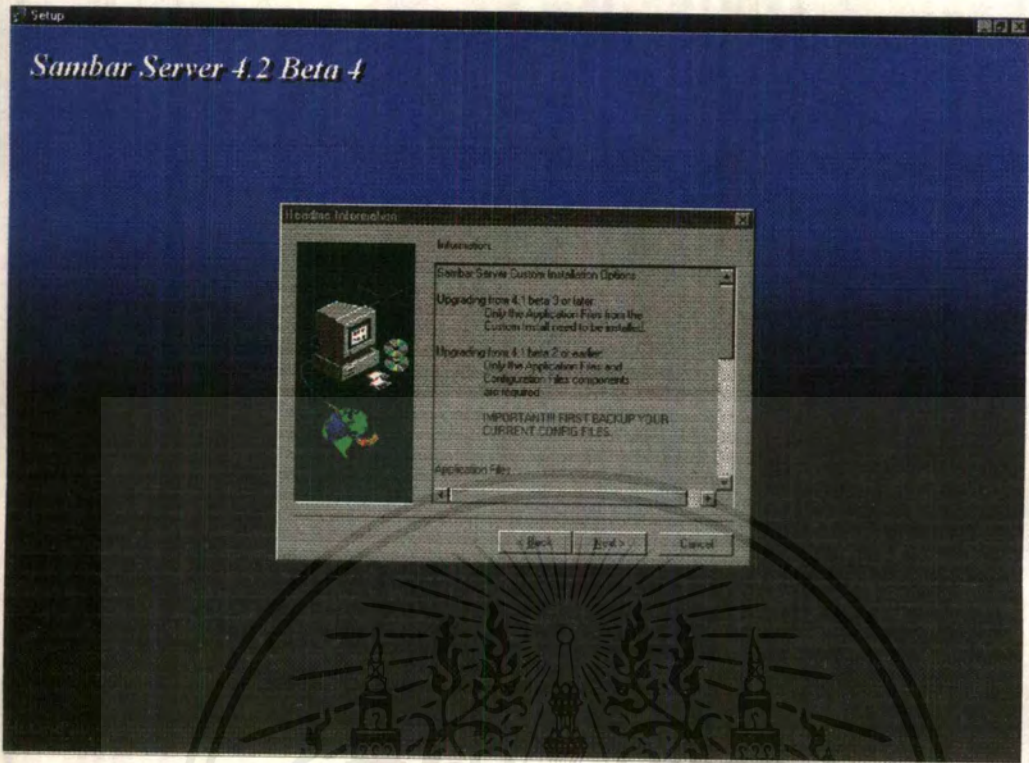 Setup
Sambar Server 4.2 Beta 4
Readme Information
Information:
Sambar Server Custom Installation Options
Upgrading from 4.1 beta 3 or later:
Only the Application Files from the
Custom Install need to be installed.
Upgrading from 4.1 beta 2 or earlier:
Only the Application Files and
Configuration Files components
are required.
IMPORTANT!!! FIRST BACKUP YOUR
CURRENT CONFIG FILES.
Application Files
< Back
Next >
Cancel